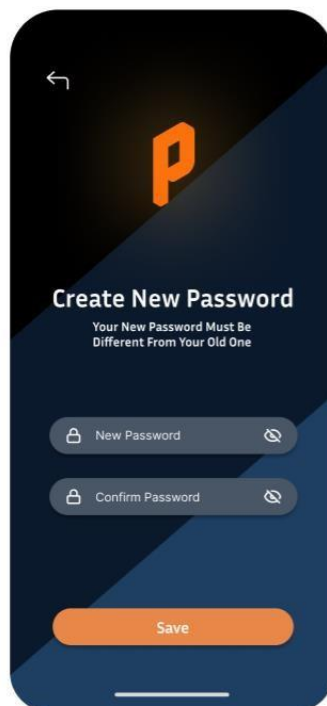 P
Create New Password
Your New Password Must Be
Different From Your Old One
New Password
Confirm Password
Save